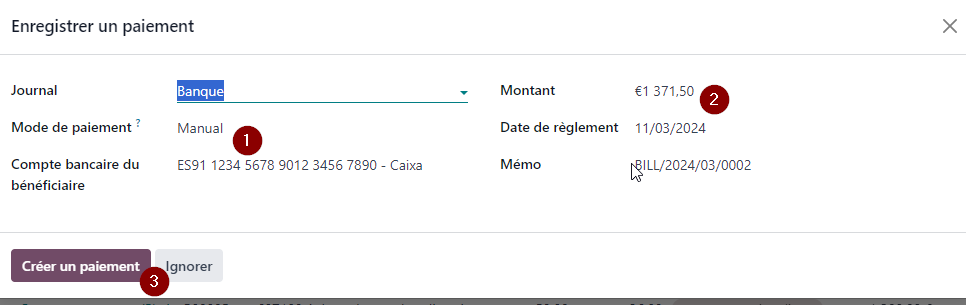 Enregistrer un paiement
Journal
Banque
Montant
€1 371,50
2
Mode de paiement ?
Manual
1
Date de règlement
11/03/2024
Compte bancaire du
bénéficiaire
ES91 1234 5678 9012 3456 7890 - Caixa
Mémo
BILL/2024/03/0002
Créer un paiement
3
Ignorer